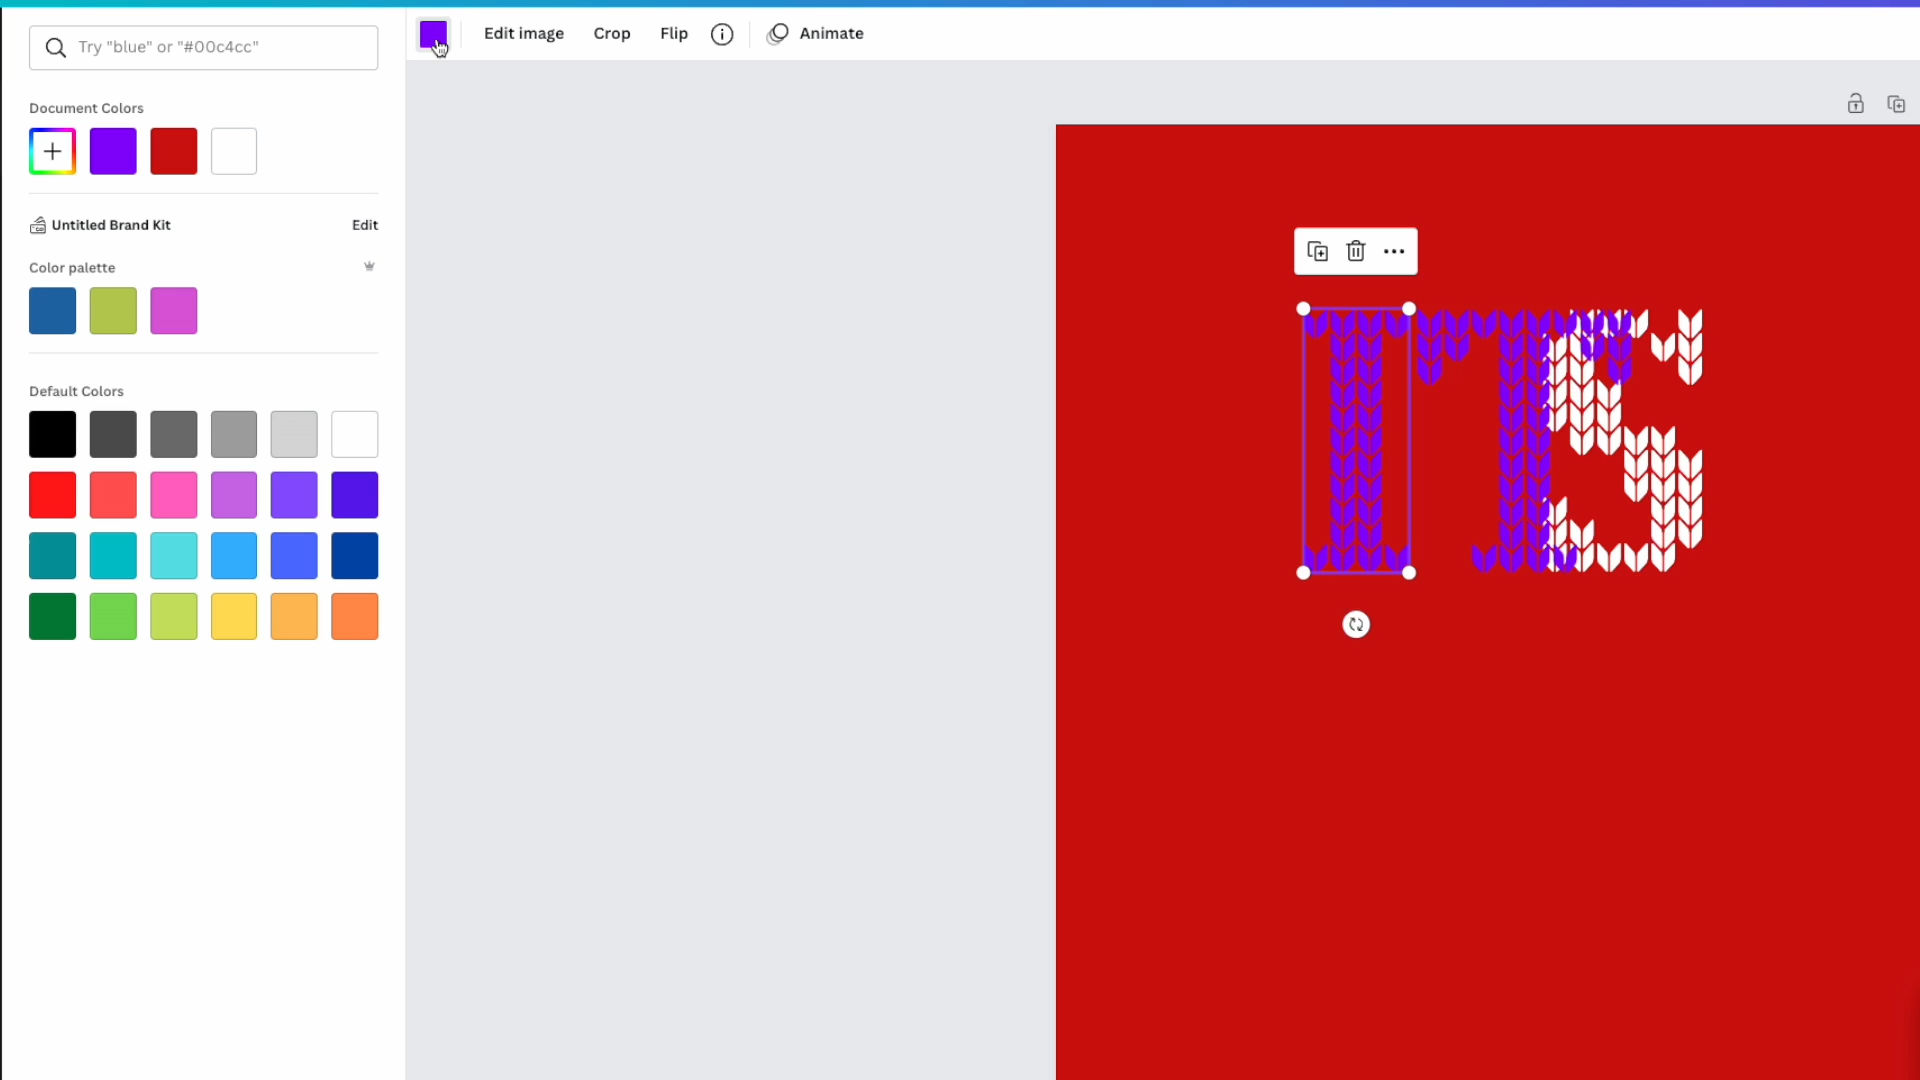 Try "blue" or "#00c4cc"
Edit image
Crop
Flip
Animate
Document Colors
Untitled Brand Kit
Edit
Color palette
Default Colors
ITS